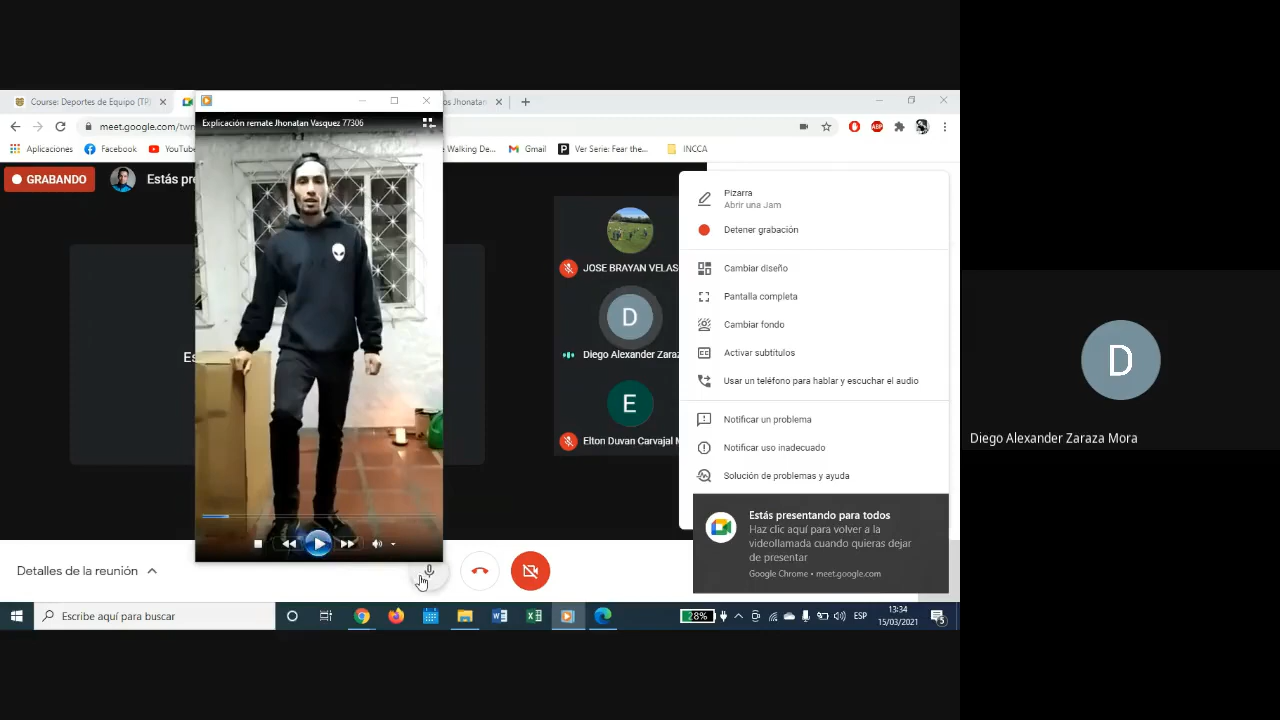 Course: Deportes de Equipo (TP)
os Jhonatan
meet.google.com/twn
Aplicaciones
Facebook
YouTube
Walking De...
Gmail
Ver Serie: Fear the...
INCCA
Explicación remate Jhonatan Vasquez 77306
GRABANDO
Estás pre
Es
JOSE BRAYAN VELAS
D
Diego Alexander Zaraz
E
Elton Duvan Carvajal M
Pizarra
Abrir una Jam
Detener grabación
Cambiar diseño
Pantalla completa
Cambiar fondo
Activar subtítulos
Usar un teléfono para hablar y escuchar el audio
Notificar un problema
Notificar uso inadecuado
Solución de problemas y ayuda
Estás presentando para todos
Haz clic aquí para volver a la
videollamada cuando quieras dejar
de presentar
Google Chrome • meet.google.com
Detalles de la reunión
Escribe aquí para buscar
28%
ESP
13:34
15/03/2021
5
D
Diego Alexander Zaraza Mora